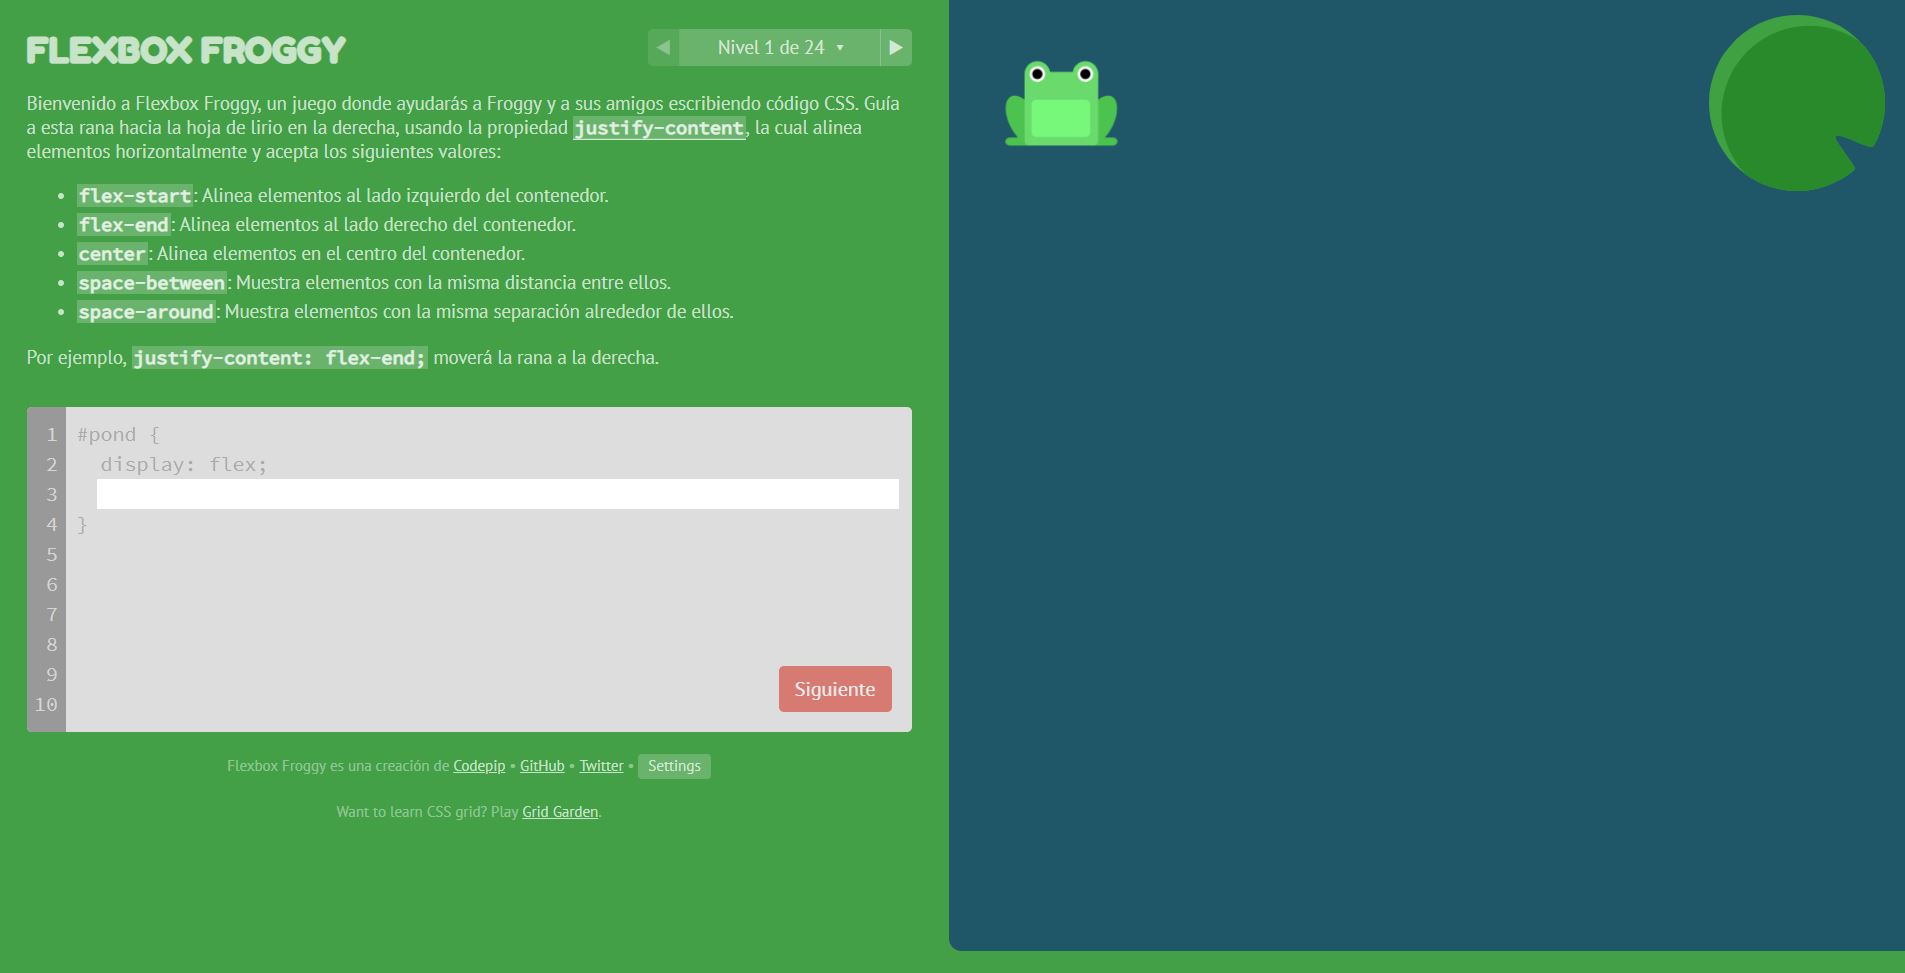 FLEXBOX FROGGY
◀ Nivel 1 de 24 ▾ ▶
Bienvenido a Flexbox Froggy, un juego donde ayudarás a Froggy y a sus amigos escribiendo código CSS. Guía
a esta rana hacia la hoja de lirio en la derecha, usando la propiedad justify-content, la cual alinea
elementos horizontalmente y acepta los siguientes valores:
• flex-start: Alinea elementos al lado izquierdo del contenedor.
• flex-end: Alinea elementos al lado derecho del contenedor.
• center: Alinea elementos en el centro del contenedor.
• space-between: Muestra elementos con la misma distancia entre ellos.
• space-around: Muestra elementos con la misma separación alrededor de ellos.
Por ejemplo, justify-content: flex-end; moverá la rana a la derecha.
1 #pond {
2 display: flex;
3
4 }
5
6
7
8
9
10
Siguiente
Flexbox Froggy es una creación de Codepip • GitHub • Twitter • Settings
Want to learn CSS grid? Play Grid Garden.